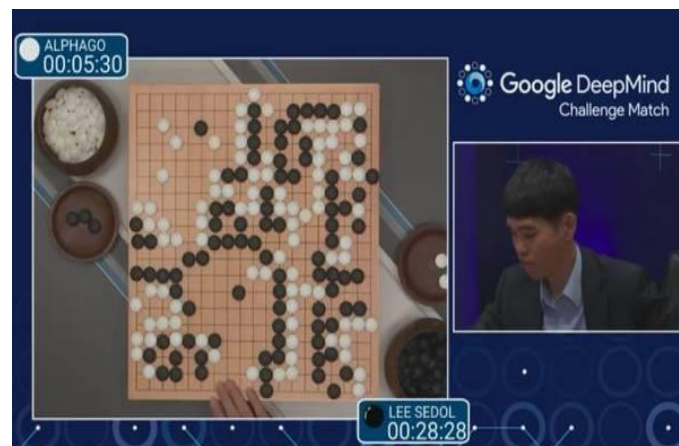 ALPHAGO
00:05:30
Google DeepMind
Challenge Match
LEE SEDOL
00:28:28